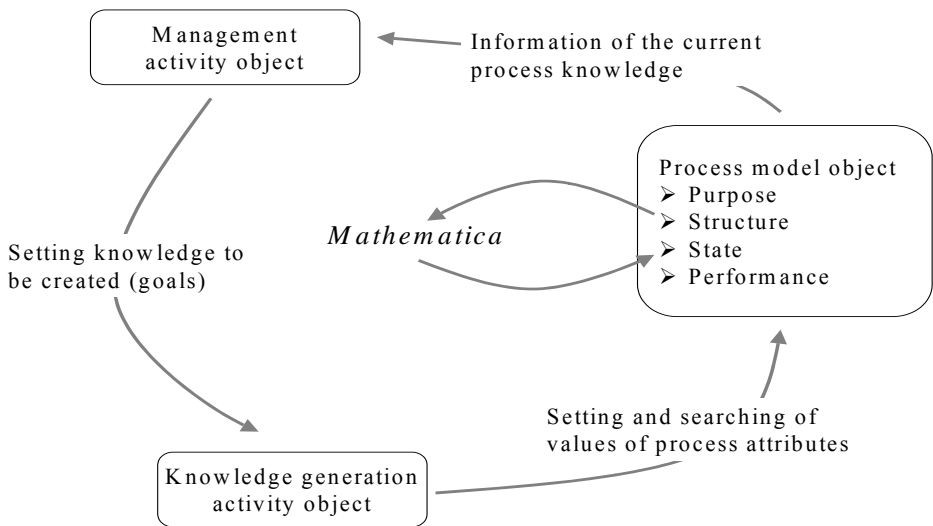 Management
activity object
Information of the current
process knowledge
Process model object
➢ Purpose
➢ Structure
➢ State
➢ Performance
Mathematica
Setting knowledge to
be created (goals)
Setting and searching of
values of process attributes
Knowledge generation
activity object